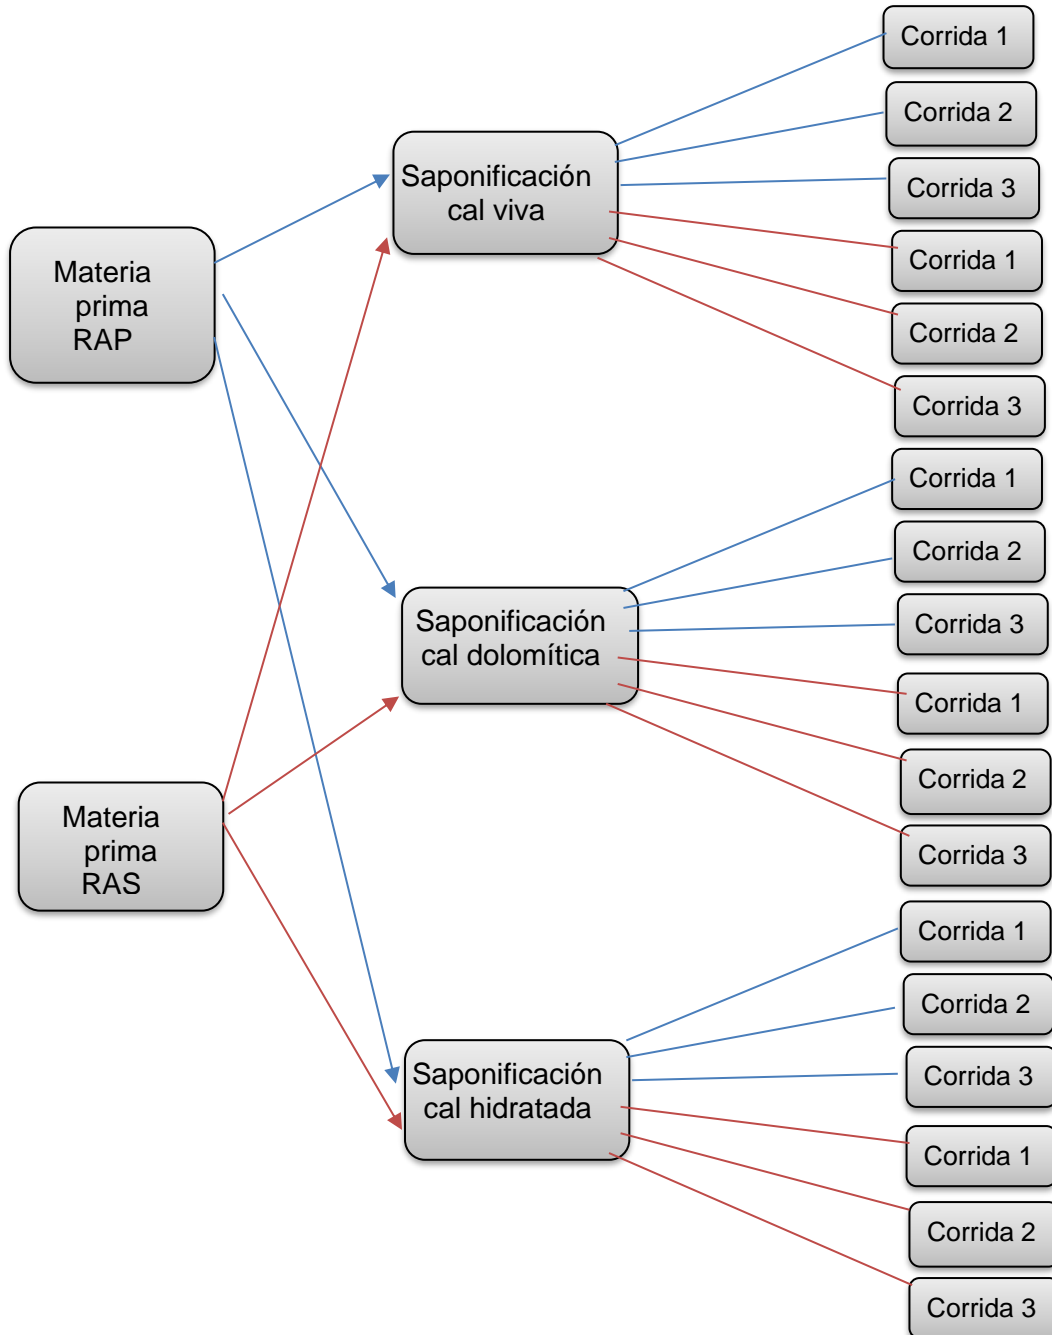 Materia
prima
RAP
Materia
prima
RAS
Saponificación
cal viva
Saponificación
cal dolomítica
Saponificación
cal hidratada
Corrida 1
Corrida 2
Corrida 3
Corrida 1
Corrida 2
Corrida 3
Corrida 1
Corrida 2
Corrida 3
Corrida 1
Corrida 2
Corrida 3
Corrida 1
Corrida 2
Corrida 3
Corrida 1
Corrida 2
Corrida 3